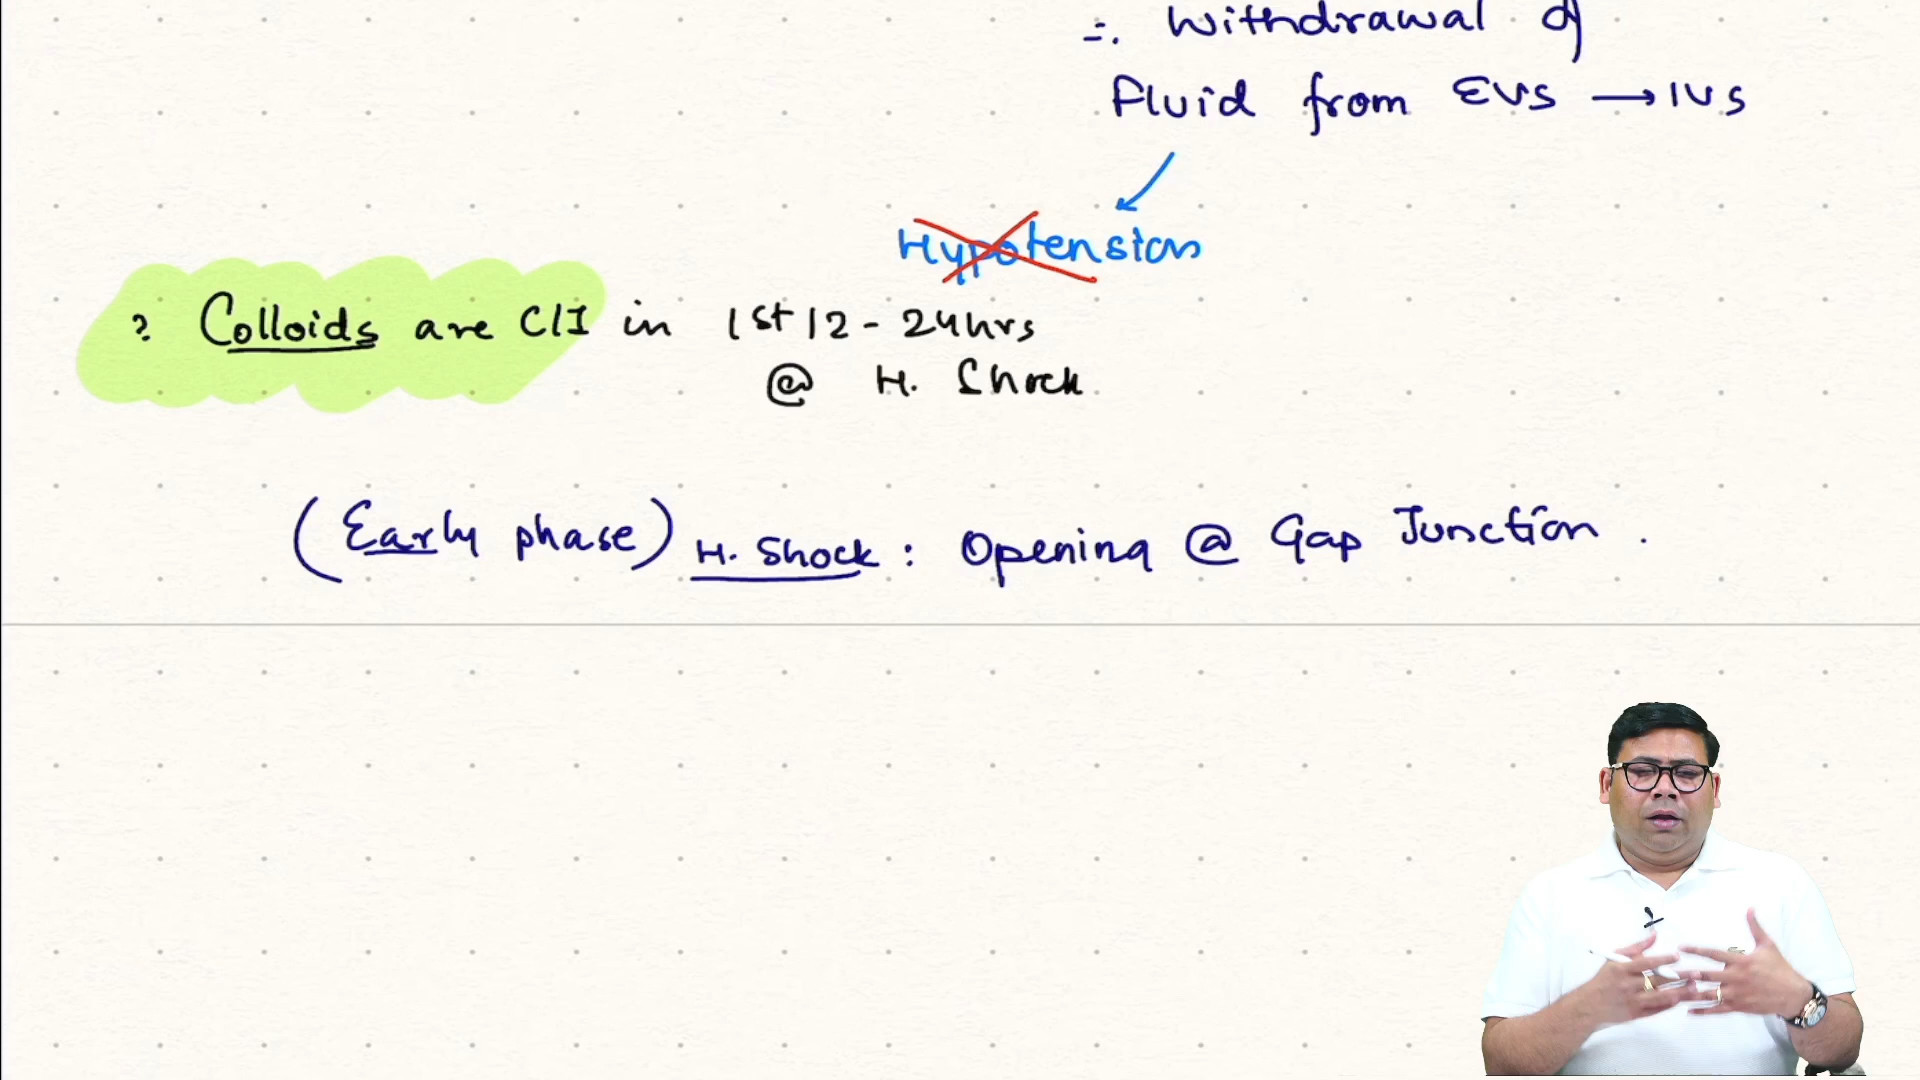 ∴ Withdrawal of
Fluid from EVS → IVS
Hypotension
? Colloids are C/I in 1st 12 - 24hrs
@ H. Shock
(Early phase) H. Shock : Opening @ Gap Junction .